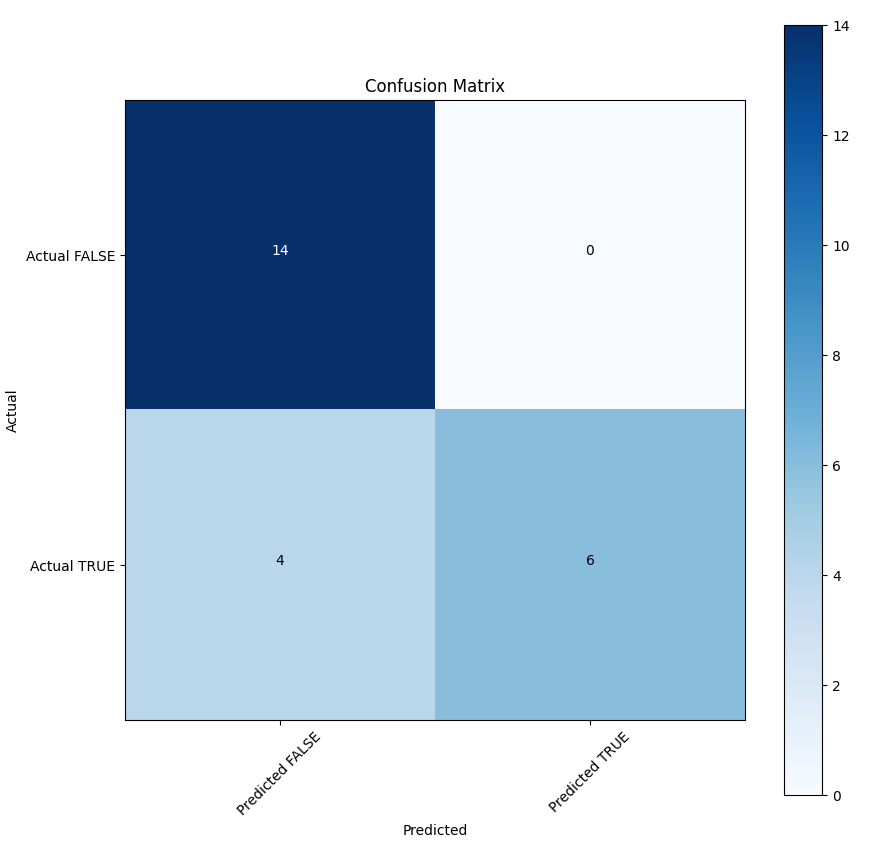 Confusion Matrix
Actual
Actual FALSE
14
0
Actual TRUE
4
6
Predicted FALSE
Predicted TRUE
Predicted
14
12
10
8
6
4
2
0